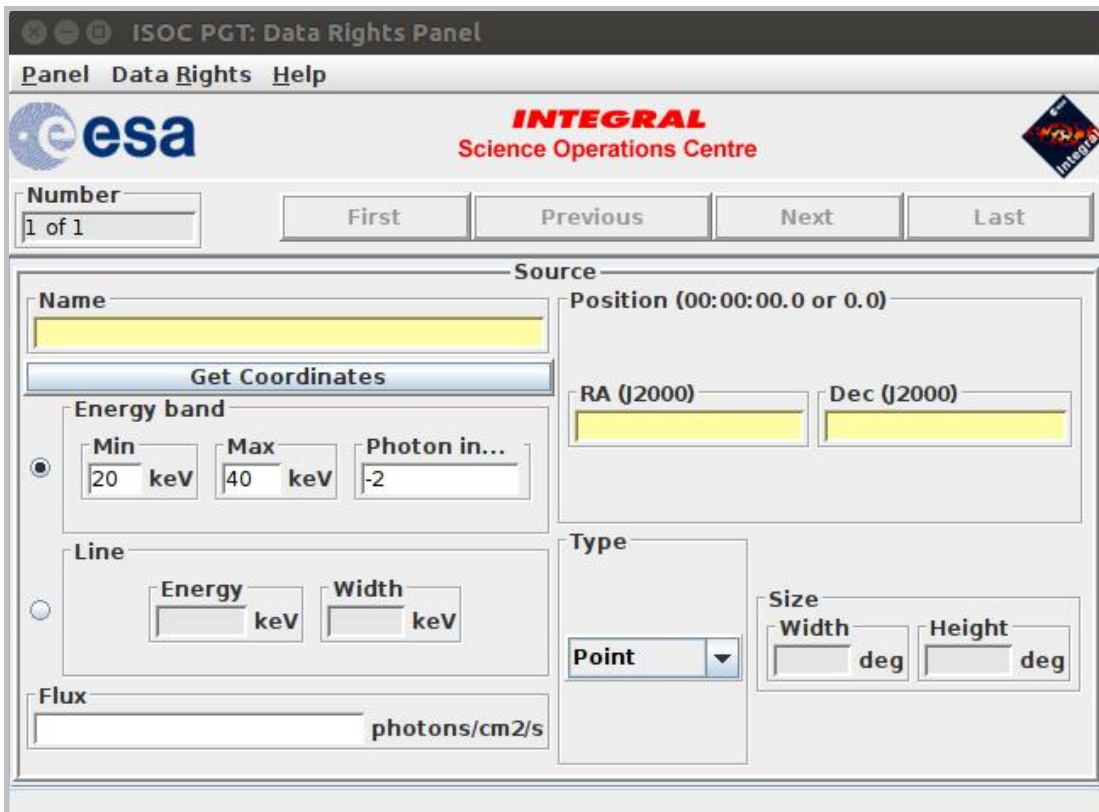 ISOC PGT: Data Rights Panel
Panel Data Rights Help
esa
INTEGRAL
Science Operations Centre
esa
Integral
Number
1 of 1
First Previous Next Last
Source
Name
Position (00:00:00.0 or 0.0)
Get Coordinates
RA (J2000) Dec (J2000)
Energy band
Min Max Photon in...
20 keV 40 keV -2
Line
Energy Width
keV keV
Type
Point
Size
Width Height
deg deg
Flux
photons/cm2/s